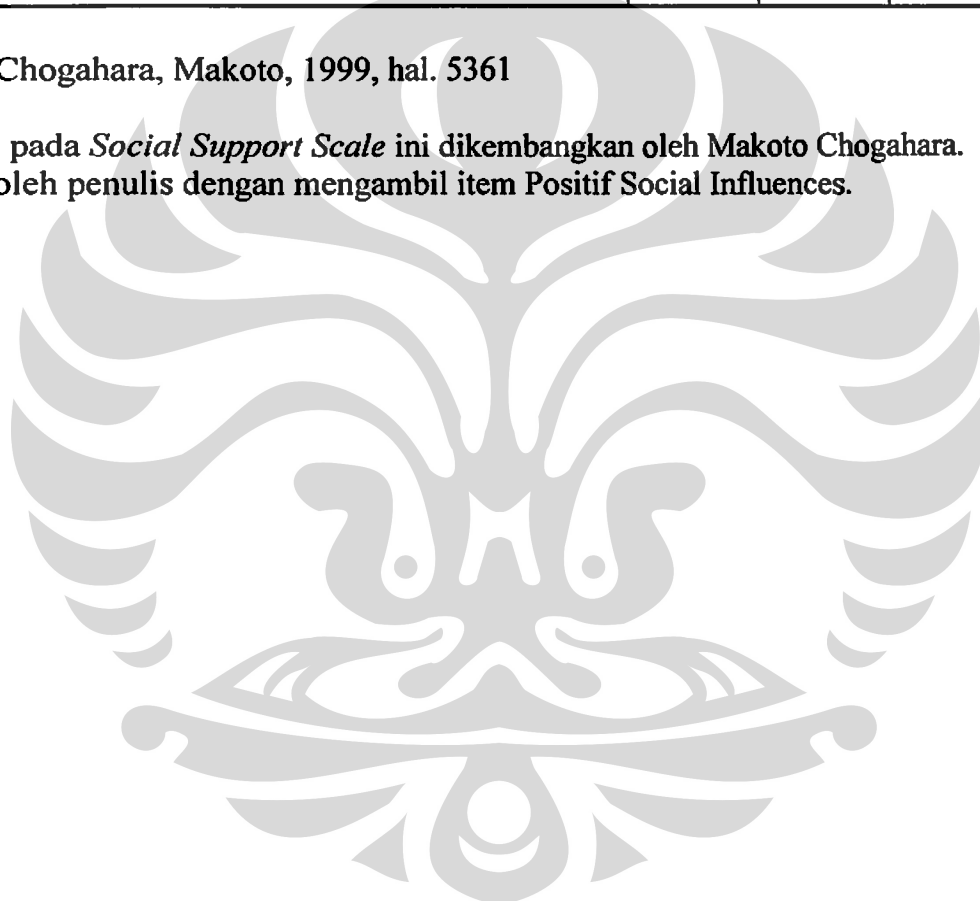 Chogahara, Makoto, 1999, hal. 5361
pada Social Support Scale ini dikembangkan oleh Makoto Chogahara.
oleh penulis dengan mengambil item Positif Social Influences.